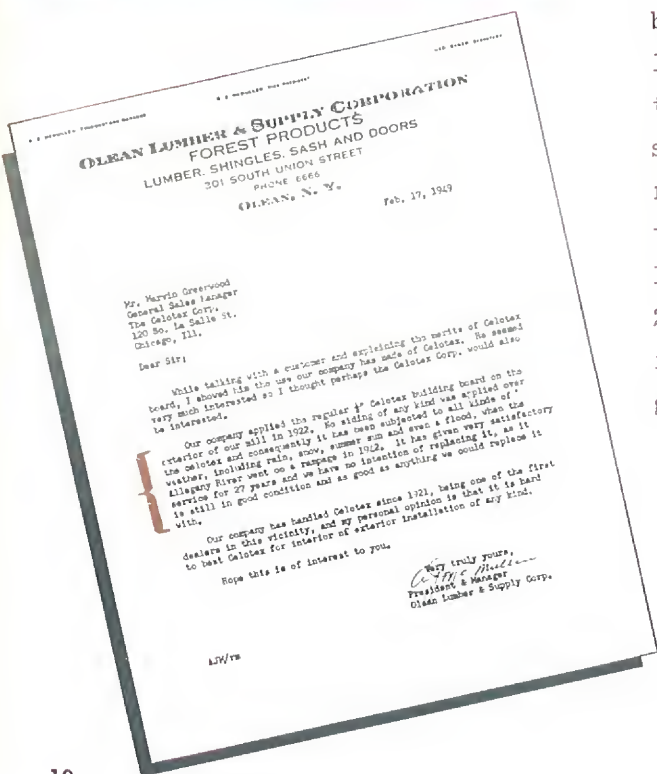 OLEAN LUMBER & SUPPLY CORPORATION
FOREST PRODUCTS
LUMBER, SHINGLES, SASH AND DOORS
301 SOUTH UNION STREET
PHONE 6666
OLEAN, N. Y.
Feb. 17, 1949
Mr. Marvin Greenwood
General Sales Manager
The Celotex Corp.
120 So. La Salle St.
Chicago, Ill.
Dear Sir;
While talking with a customer and explaining the merits of Celotex
board, I showed him the use our company has made of Celotex. He seemed
very much interested so I thought perhaps the Celotex Corp. would also
be interested.
Our company applied the regular ½" Celotex building board on the
exterior of our mill in 1922. No siding of any kind was applied over
the celotex and consequently it has been subjected to all kinds of
weather, including rain, snow, summer sun and even a flood, when the
Allegany River went on a rampage in 1942. It has given very satisfactory
service for 27 years and we have no intention of replacing it, as it
is still in good condition and as good as anything we could replace it
with.
Our company has handled Celotex since 1921, being one of the first
dealers in this vicinity, and my personal opinion is that it is hard
to beat Celotex for interior of exterior installation of any kind.
Hope this is of interest to you.
Very truly yours,
President & Manager
Olean Lumber & Supply Corp.
10